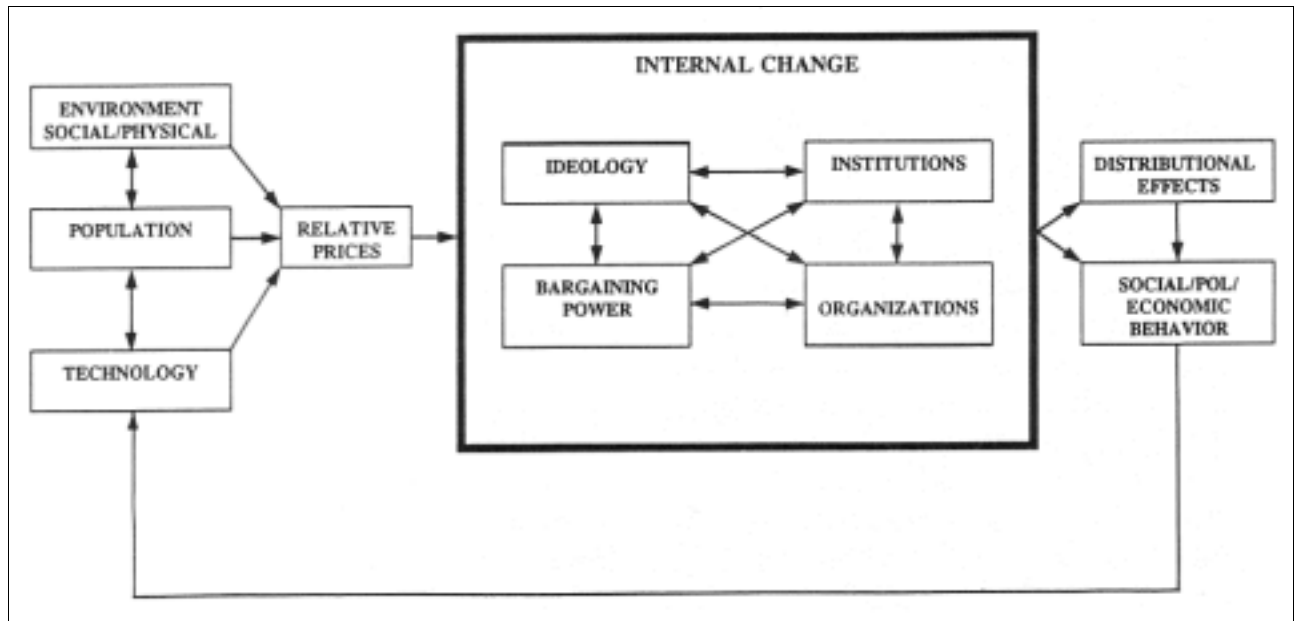 INTERNAL CHANGE
ENVIRONMENT
SOCIAL/PHYSICAL
POPULATION
TECHNOLOGY
RELATIVE
PRICES
IDEOLOGY
INSTITUTIONS
BARGAINING
POWER
ORGANIZATIONS
DISTRIBUTIONAL
EFFECTS
SOCIAL/POL/
ECONOMIC
BEHAVIOR